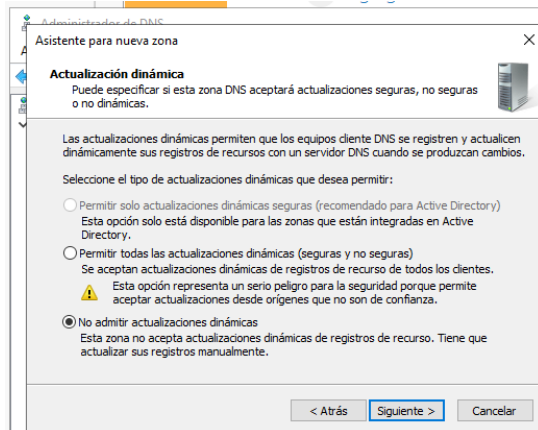 Administrador de DNS
Asistente para nueva zona
Actualización dinámica
Puede especificar si esta zona DNS aceptará actualizaciones seguras, no seguras
o no dinámicas.
Las actualizaciones dinámicas permiten que los equipos cliente DNS se registren y actualicen
dinámicamente sus registros de recursos con un servidor DNS cuando se produzcan cambios.
Seleccione el tipo de actualizaciones dinámicas que desea permitir:
Permitir solo actualizaciones dinámicas seguras (recomendado para Active Directory)
Esta opción solo está disponible para las zonas que están integradas en Active
Directory.
Permitir todas las actualizaciones dinámicas (seguras y no seguras)
Se aceptan actualizaciones dinámicas de registros de recurso de todos los clientes.
Esta opción representa un serio peligro para la seguridad porque permite
aceptar actualizaciones desde orígenes que no son de confianza.
No admitir actualizaciones dinámicas
Esta zona no acepta actualizaciones dinámicas de registros de recurso. Tiene que
actualizar sus registros manualmente.
< Atrás Siguiente > Cancelar